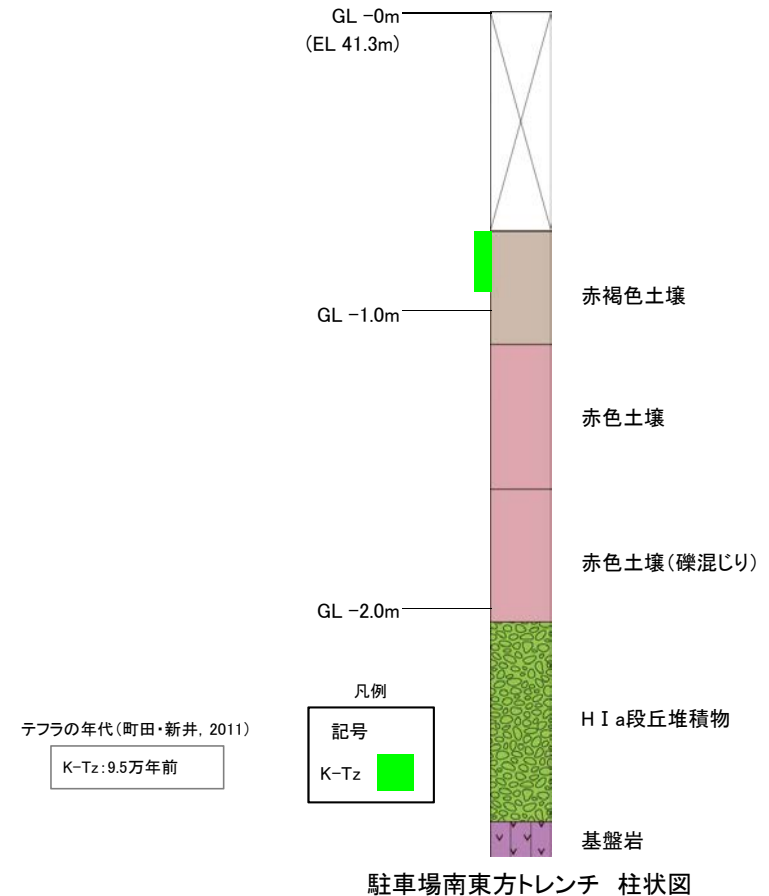 GL -0m
(EL 41.3m)
赤褐色土壌
GL -1.0m
赤色土壌
赤色土壌(礫混じり)
GL -2.0m
凡例
テフラの年代(町田・新井, 2011)
記号
HⅠa段丘堆積物
K-Tz:9.5万年前
K-Tz
基盤岩
駐車場南東方トレンチ 柱状図